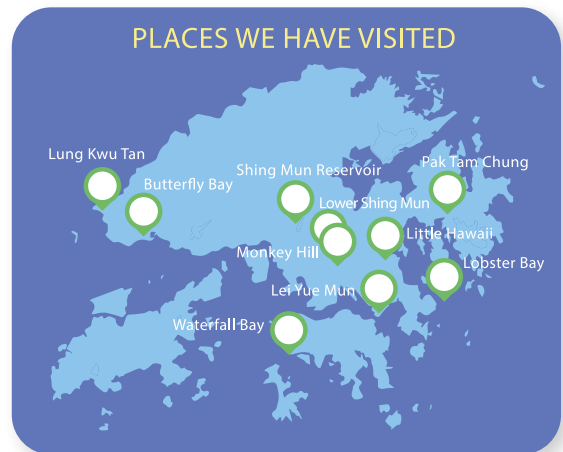 PLACES WE HAVE VISITED
Lung Kwu Tan
Butterfly Bay
Shing Mun Reservoir
Pak Tam Chung
Lower Shing Mun
Little Hawaii
Monkey Hill
Lobster Bay
Lei Yue Mun
Waterfall Bay